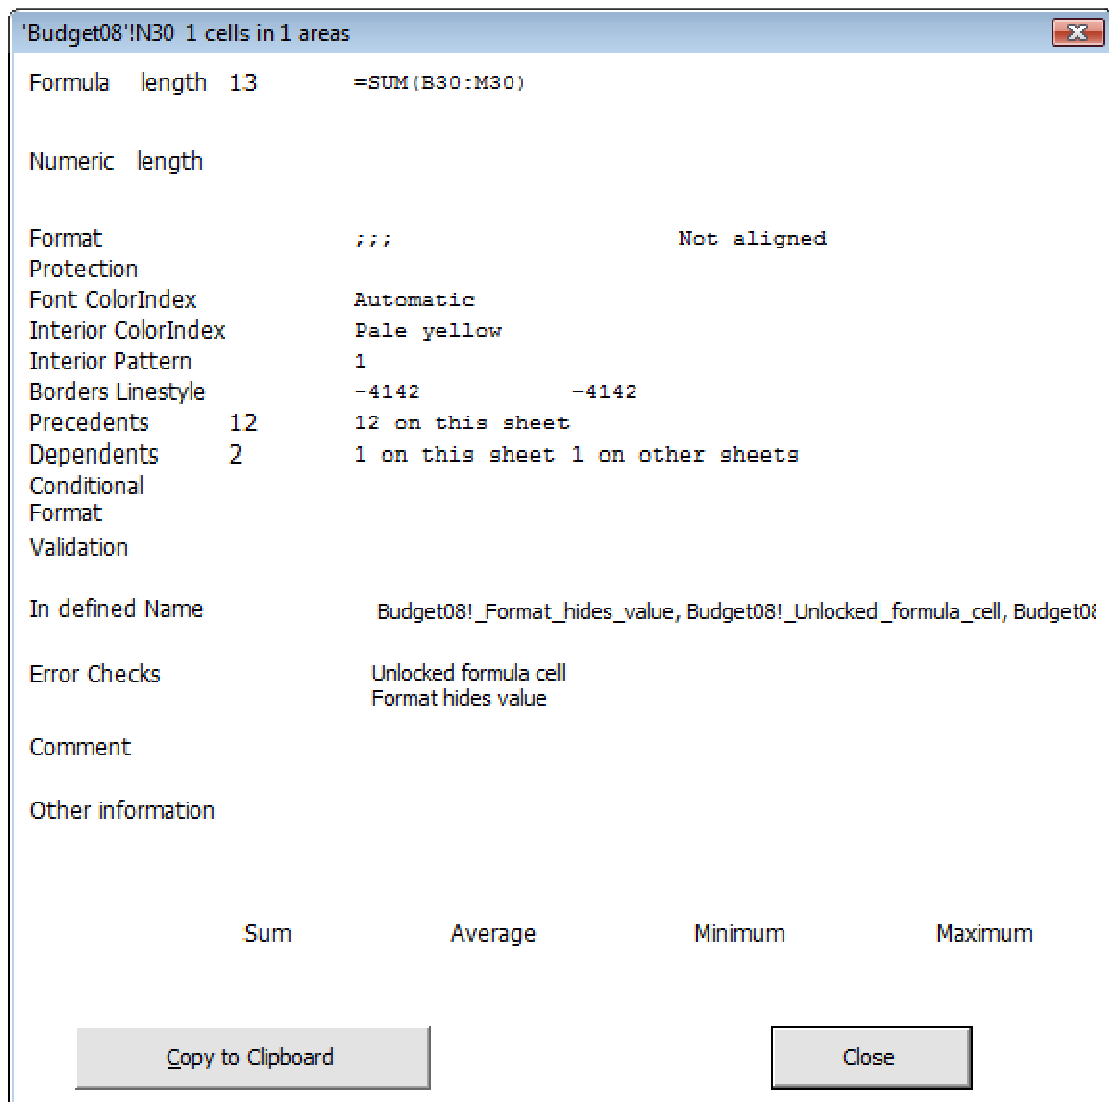 'Budget08'!N30 1 cells in 1 areas
Formula length 13 =SUM(B30:M30)
Numeric length
Format ;;; Not aligned
Protection
Font ColorIndex Automatic
Interior ColorIndex Pale yellow
Interior Pattern 1
Borders Linestyle -4142 -4142
Precedents 12 12 on this sheet
Dependents 2 1 on this sheet 1 on other sheets
Conditional
Format
Validation
In defined Name Budget08!_Format_hides_value, Budget08!_Unlocked_formula_cell, Budget08
Error Checks Unlocked formula cell
Format hides value
Comment
Other information
Sum Average Minimum Maximum
Copy to Clipboard Close